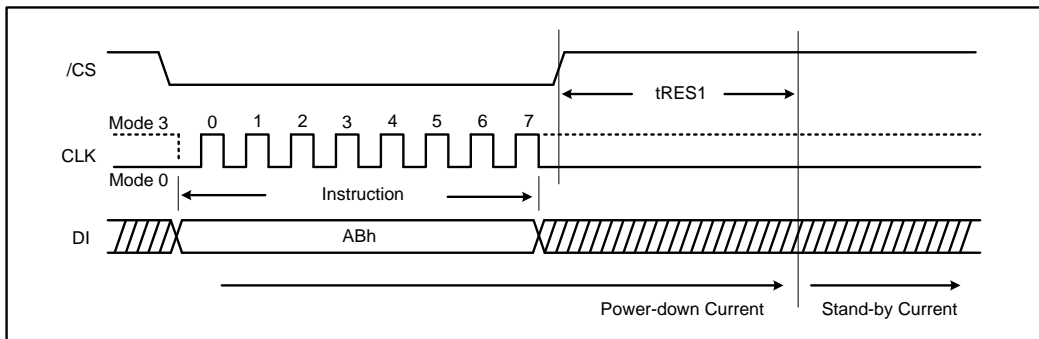 /CS
tRES1
Mode 3
0 1 2 3 4 5 6 7
CLK
Mode 0
Instruction
DI
ABh
Power-down Current
Stand-by Current